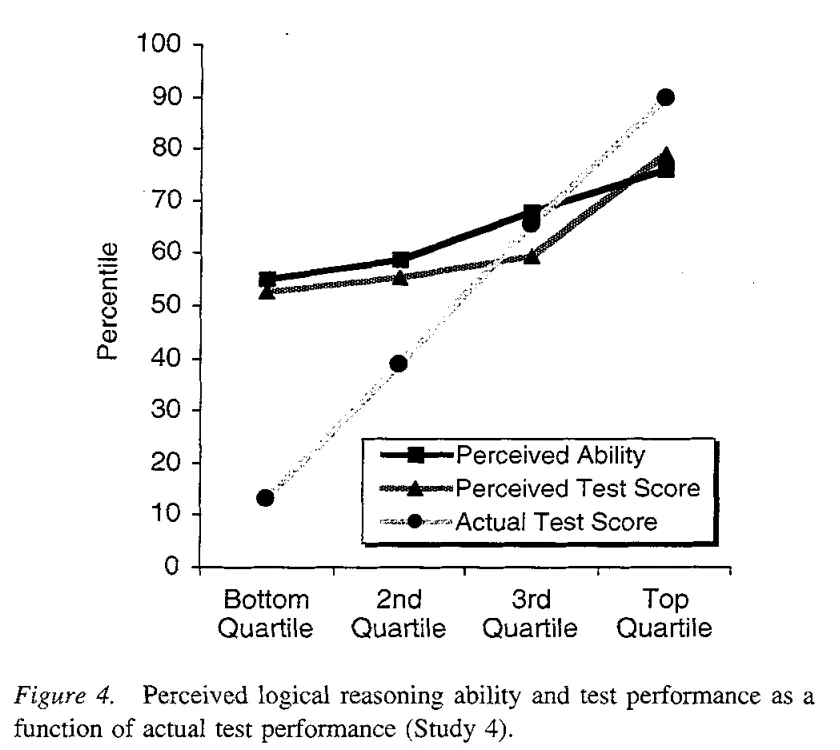 100
90
80
70
60
50
40
30
20
10
0
Percentile
Perceived Ability
Perceived Test Score
Actual Test Score
Bottom Quartile
2nd Quartile
3rd Quartile
Top Quartile
Figure 4. Perceived logical reasoning ability and test performance as a
function of actual test performance (Study 4).